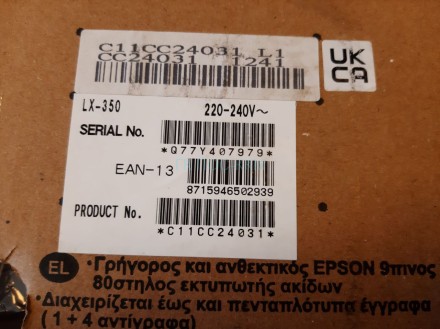 C11CC24031 L1
CC24031 1241
UK
CA
LX-350 220-240V～
SERIAL No.
*Q77Y407979*
EAN-13
8715946502939
PRODUCT No.
*C11CC24031*
EL •Γρήγορος και ανθεκτικός EPSON 9πινος
80στηλος εκτυπωτής ακίδων
•Διαχειρίζεται έως και πενταπλότυπα έγγραφα
(1 + 4 αντίγραφα)